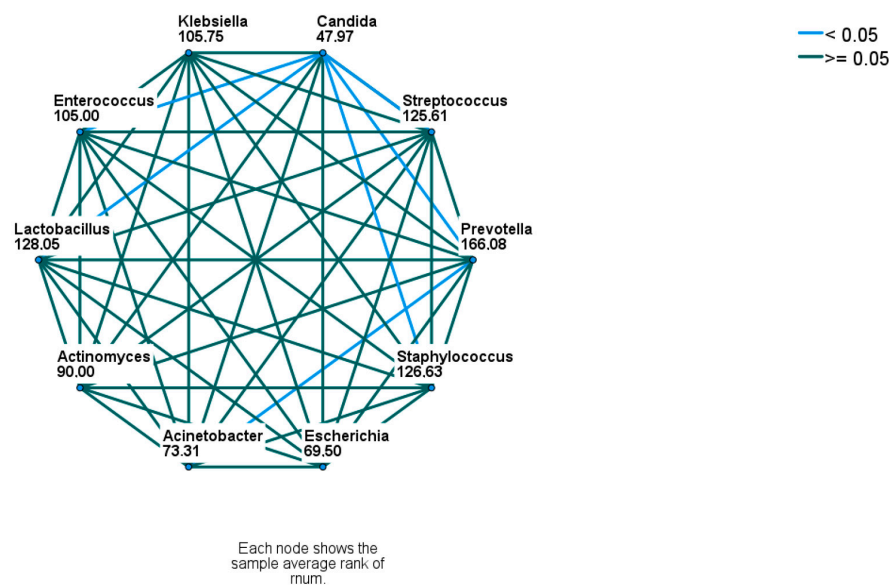 Klebsiella
105.75
Candida
47.97
< 0.05
>= 0.05
Enterococcus
105.00
Streptococcus
125.61
Lactobacillus
128.05
Prevotella
166.08
Actinomyces
90.00
Staphylococcus
126.63
Acinetobacter
73.31
Escherichia
69.50
Each node shows the
sample average rank of
rnum.